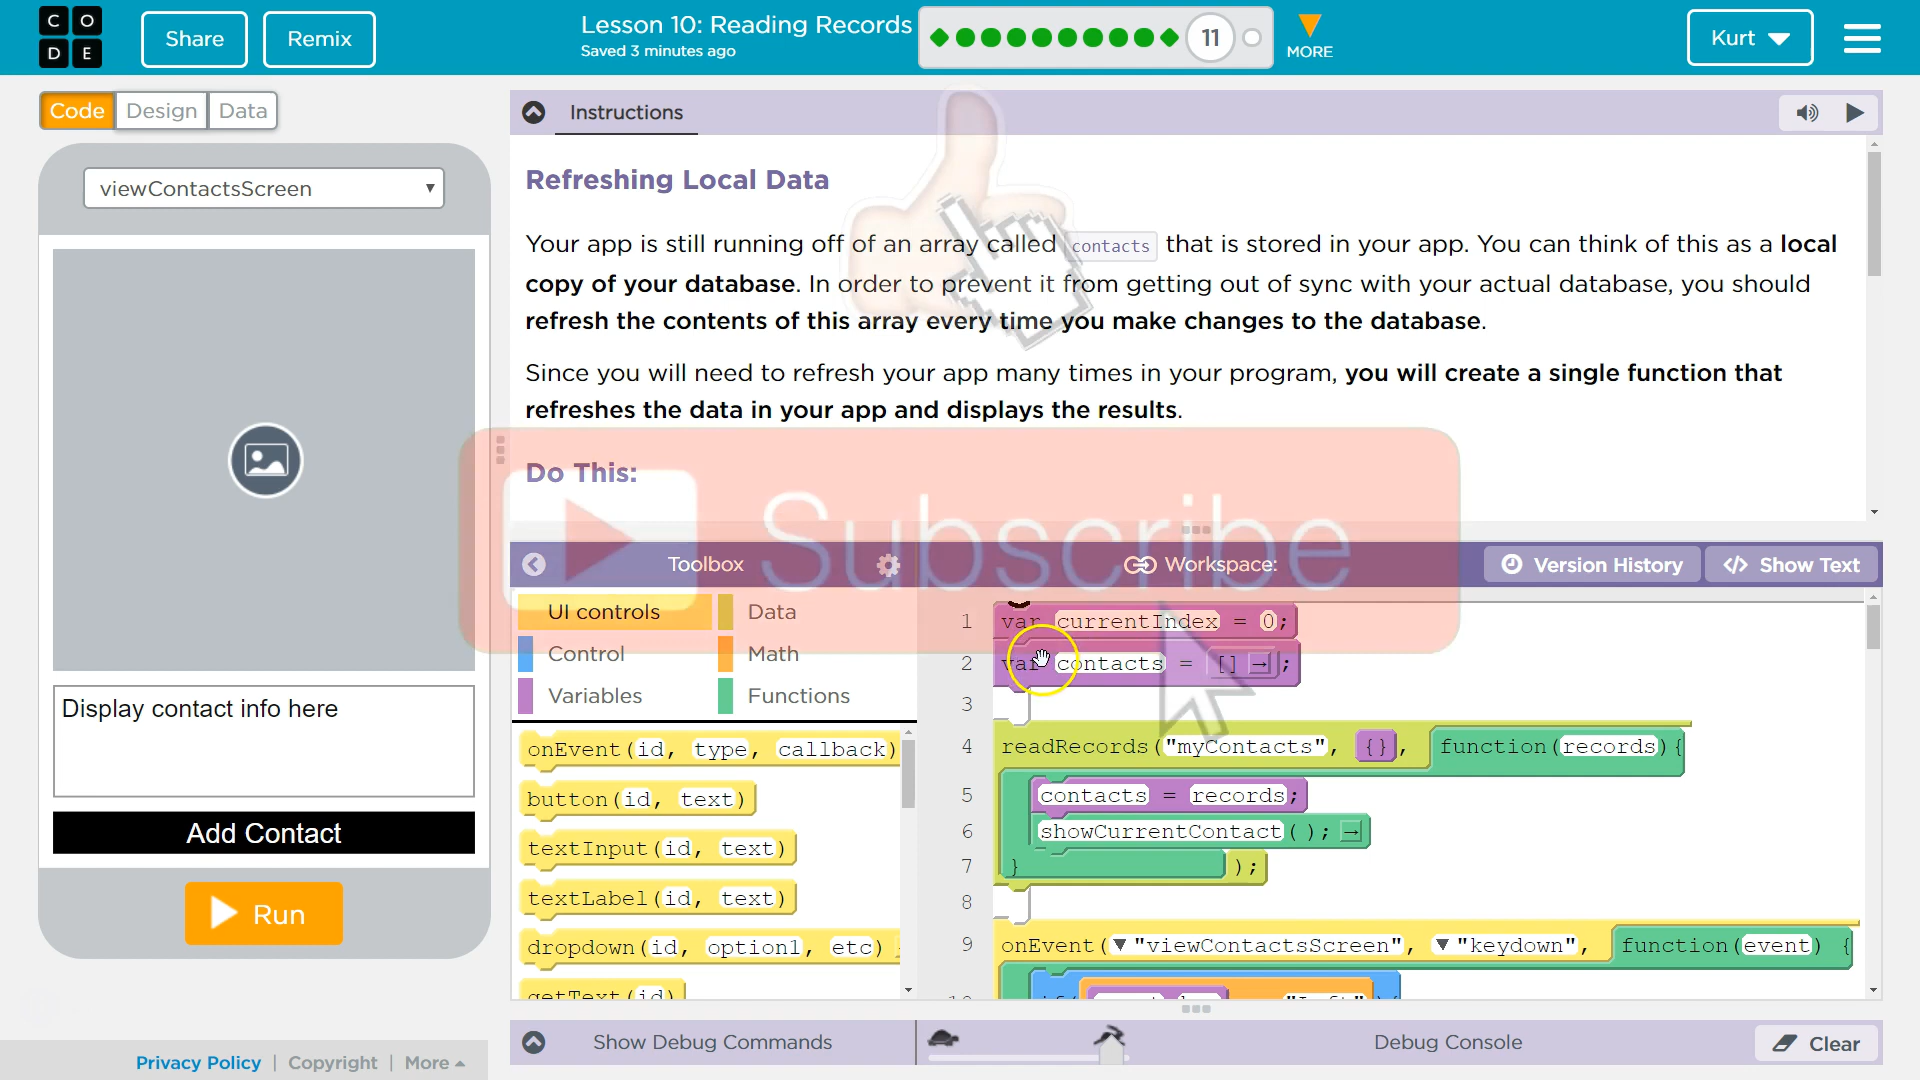 C O D E
Share
Remix
Lesson 10: Reading Records
Saved 3 minutes ago
11
MORE
Kurt
Code
Design
Data
viewContactsScreen
Display contact info here
Add Contact
Run
Privacy Policy | Copyright | More
Instructions
Refreshing Local Data
Your app is still running off of an array called contacts that is stored in your app. You can think of this as a local
copy of your database. In order to prevent it from getting out of sync with your actual database, you should
refresh the contents of this array every time you make changes to the database.
Since you will need to refresh your app many times in your program, you will create a single function that
refreshes the data in your app and displays the results.
Do This:
Subscribe
Toolbox
Workspace:
Version History
Show Text
UI controls
Data
Control
Math
Variables
Functions
onEvent(id, type, callback)
button(id, text)
textInput(id, text)
textLabel(id, text)
dropdown(id, option1, etc)
getText(id)
1 var currentIndex = 0;
2 var contacts = [];
3
4 readRecords("myContacts", {}, function(records){
5 contacts = records;
6 showCurrentContact();
7 });
8
9 onEvent("viewContactsScreen", "keydown", function(event) {
Show Debug Commands
Debug Console
Clear